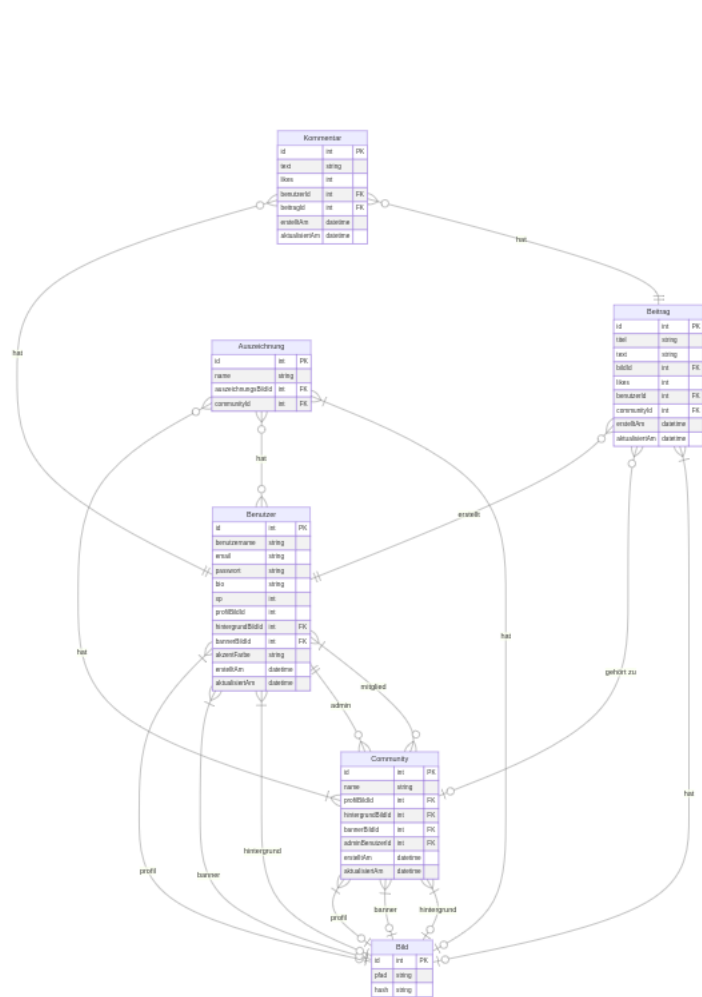 Kommentar
id int PK
text string
likes int
benutzerId int FK
beitragId int FK
erstelltAm datetime
aktualisiertAm datetime
hat
Beitrag
id int PK
titel string
text string
bildId int FK
likes int
benutzerId int FK
communityId int FK
erstelltAm datetime
aktualisiertAm datetime
hat
Auszeichnung
id int PK
name string
auszeichnungsBildId int FK
communityId int FK
hat
erstellt
Benutzer
id int PK
benutzername string
email string
passwort string
bio string
xp int
profilBildId int
hintergrundBildId int FK
bannerBildId int FK
akzentFarbe string
erstelltAm datetime
aktualisiertAm datetime
hat
hat
gehört zu
mitglied
admin
Community
id int PK
name string
profilBildId int FK
hintergrundBildId int FK
bannerBildId int FK
adminBenutzerId int FK
erstelltAm datetime
aktualisiertAm datetime
hat
hintergrund
profil
banner
profil
banner
hintergrund
Bild
id int PK
pfad string
hash string